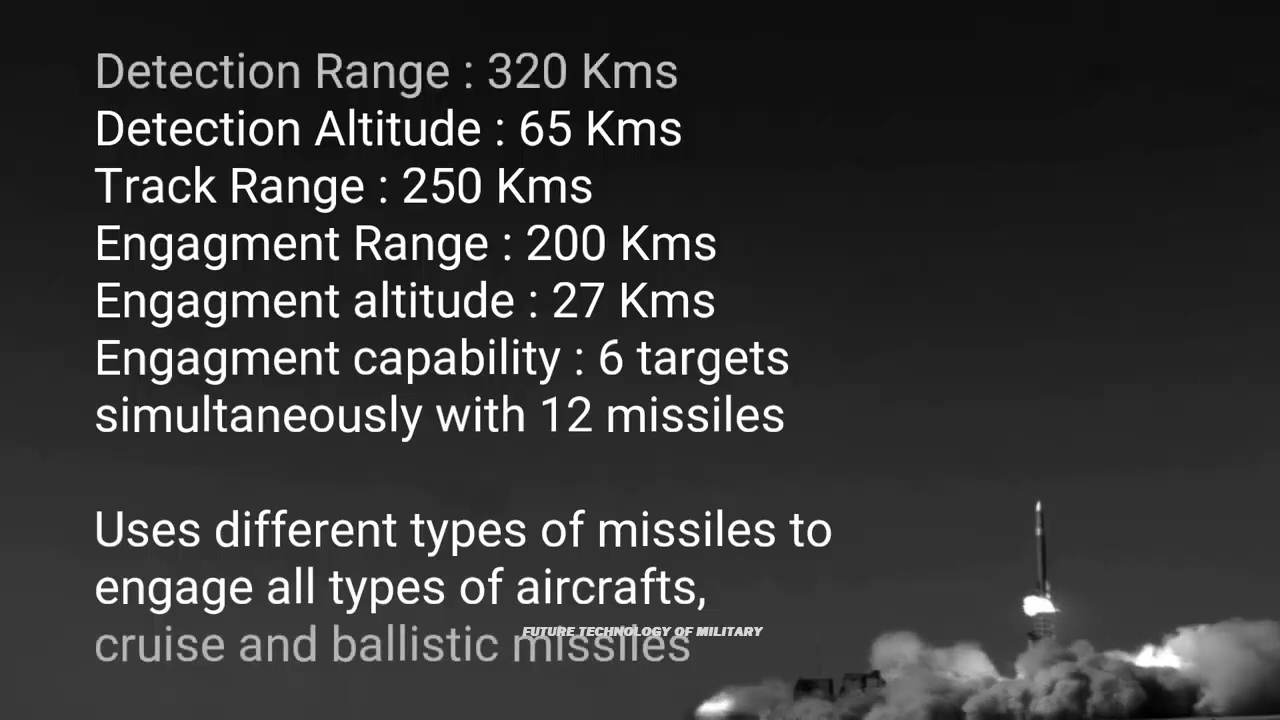 Detection Range : 320 Kms
Detection Altitude : 65 Kms
Track Range : 250 Kms
Engagment Range : 200 Kms
Engagment altitude : 27 Kms
Engagment capability : 6 targets
simultaneously with 12 missiles
Uses different types of missiles to
engage all types of aircrafts,
FUTURE TECHNOLOGY OF MILITARY
cruise and ballistic missiles